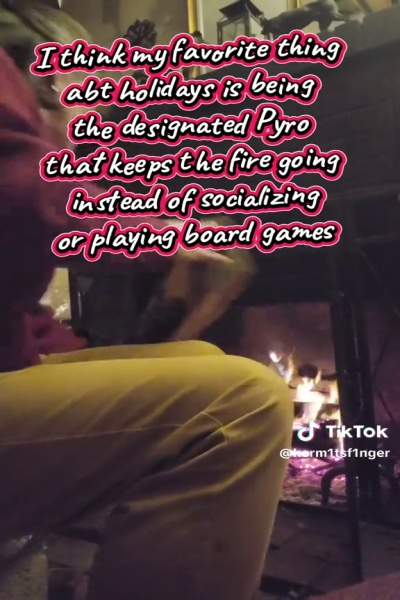 I think my favorite thing
abt holidays is being
the designated Pyro
that keeps the fire going
instead of socializing
or playing board games
TikTok
@kerm1tsf1nger